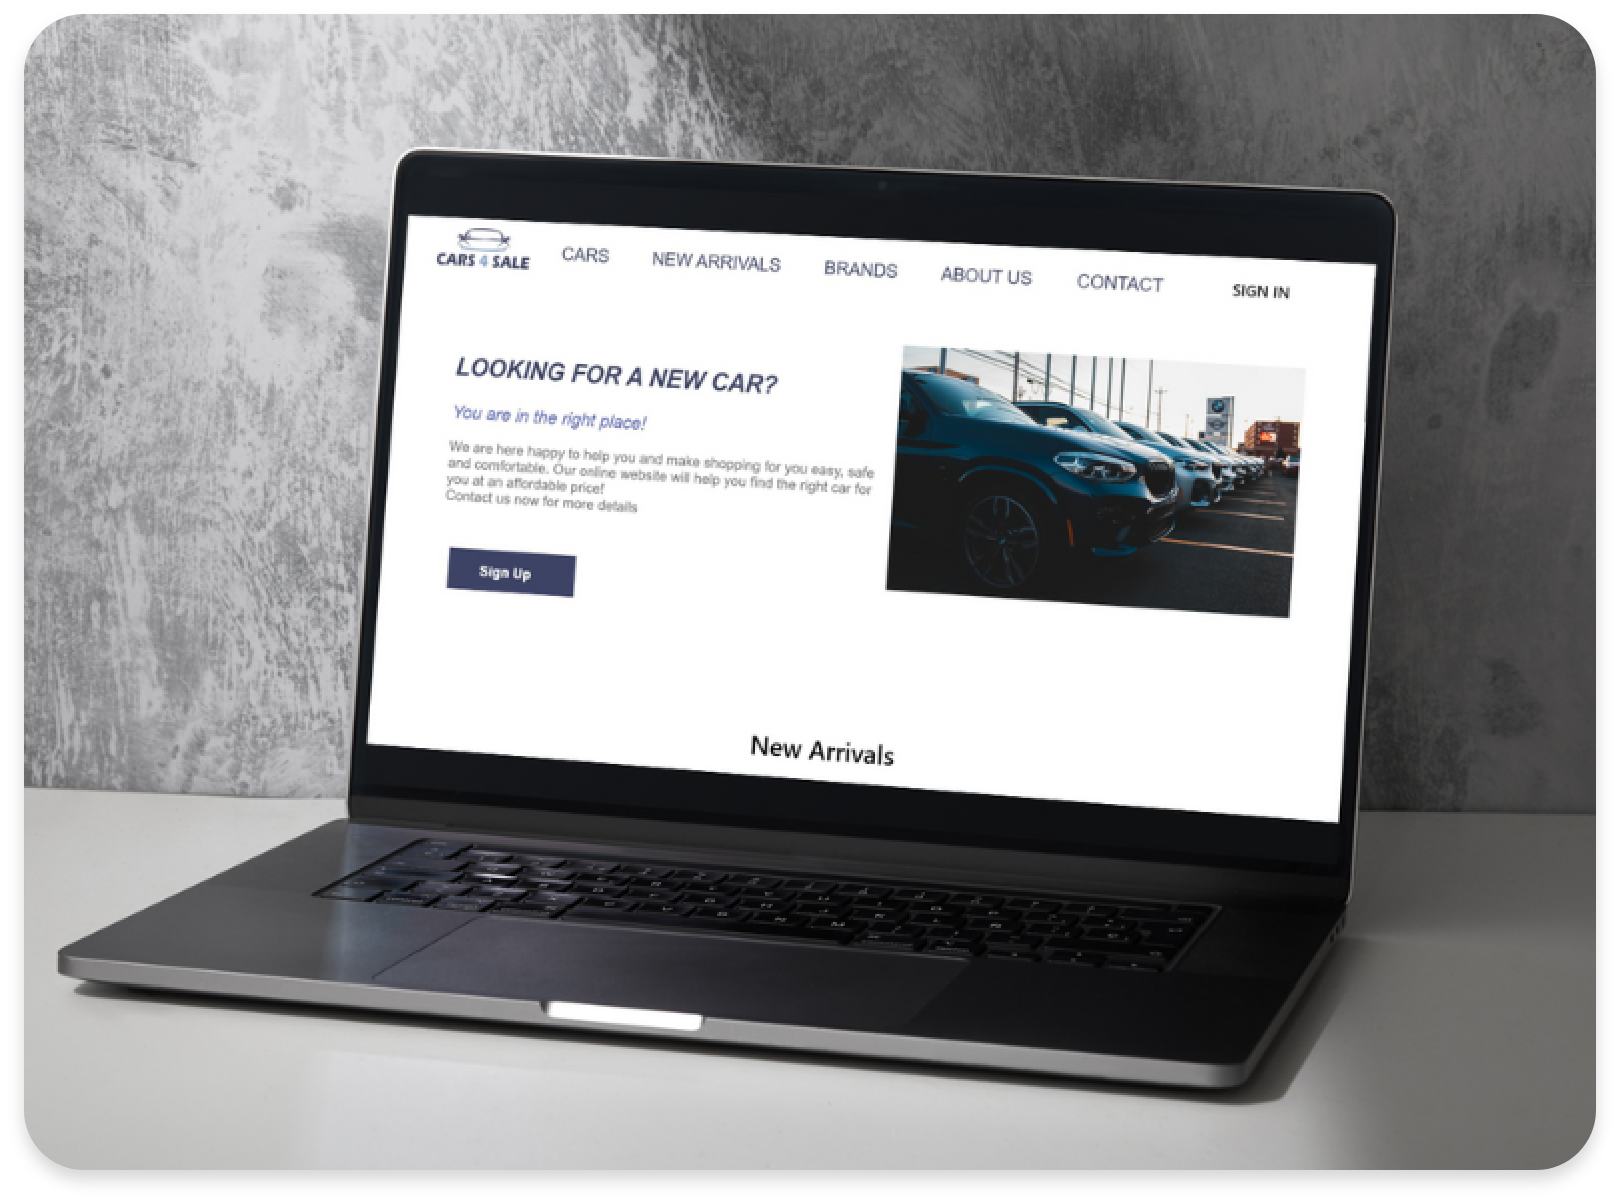 CARS 4 SALE
CARS
NEW ARRIVALS
BRANDS
ABOUT US
CONTACT
SIGN IN
LOOKING FOR A NEW CAR?
You are in the right place!
We are here happy to help you and make shopping for you easy, safe
and comfortable. Our online website will help you find the right car for
you at an affordable price!
Contact us now for more details
Sign Up
New Arrivals